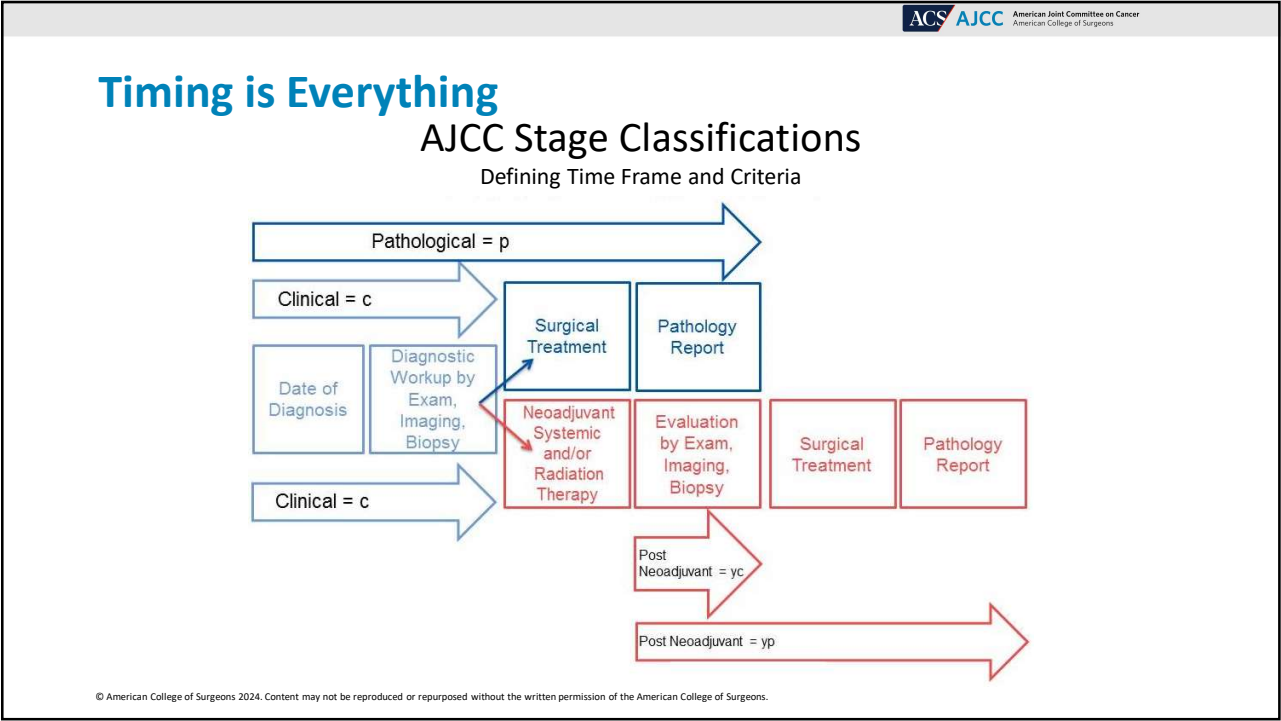 ACS AJCC American Joint Committee on Cancer
American College of Surgeons
Timing is Everything
AJCC Stage Classifications
Defining Time Frame and Criteria
Pathological = p
Clinical = c
Date of
Diagnosis
Diagnostic
Workup by
Exam,
Imaging,
Biopsy
Surgical
Treatment
Pathology
Report
Neoadjuvant
Systemic
and/or
Radiation
Therapy
Evaluation
by Exam,
Imaging,
Biopsy
Surgical
Treatment
Pathology
Report
Clinical = c
Post
Neoadjuvant = yc
Post Neoadjuvant = yp
© American College of Surgeons 2024. Content may not be reproduced or repurposed without the written permission of the American College of Surgeons.